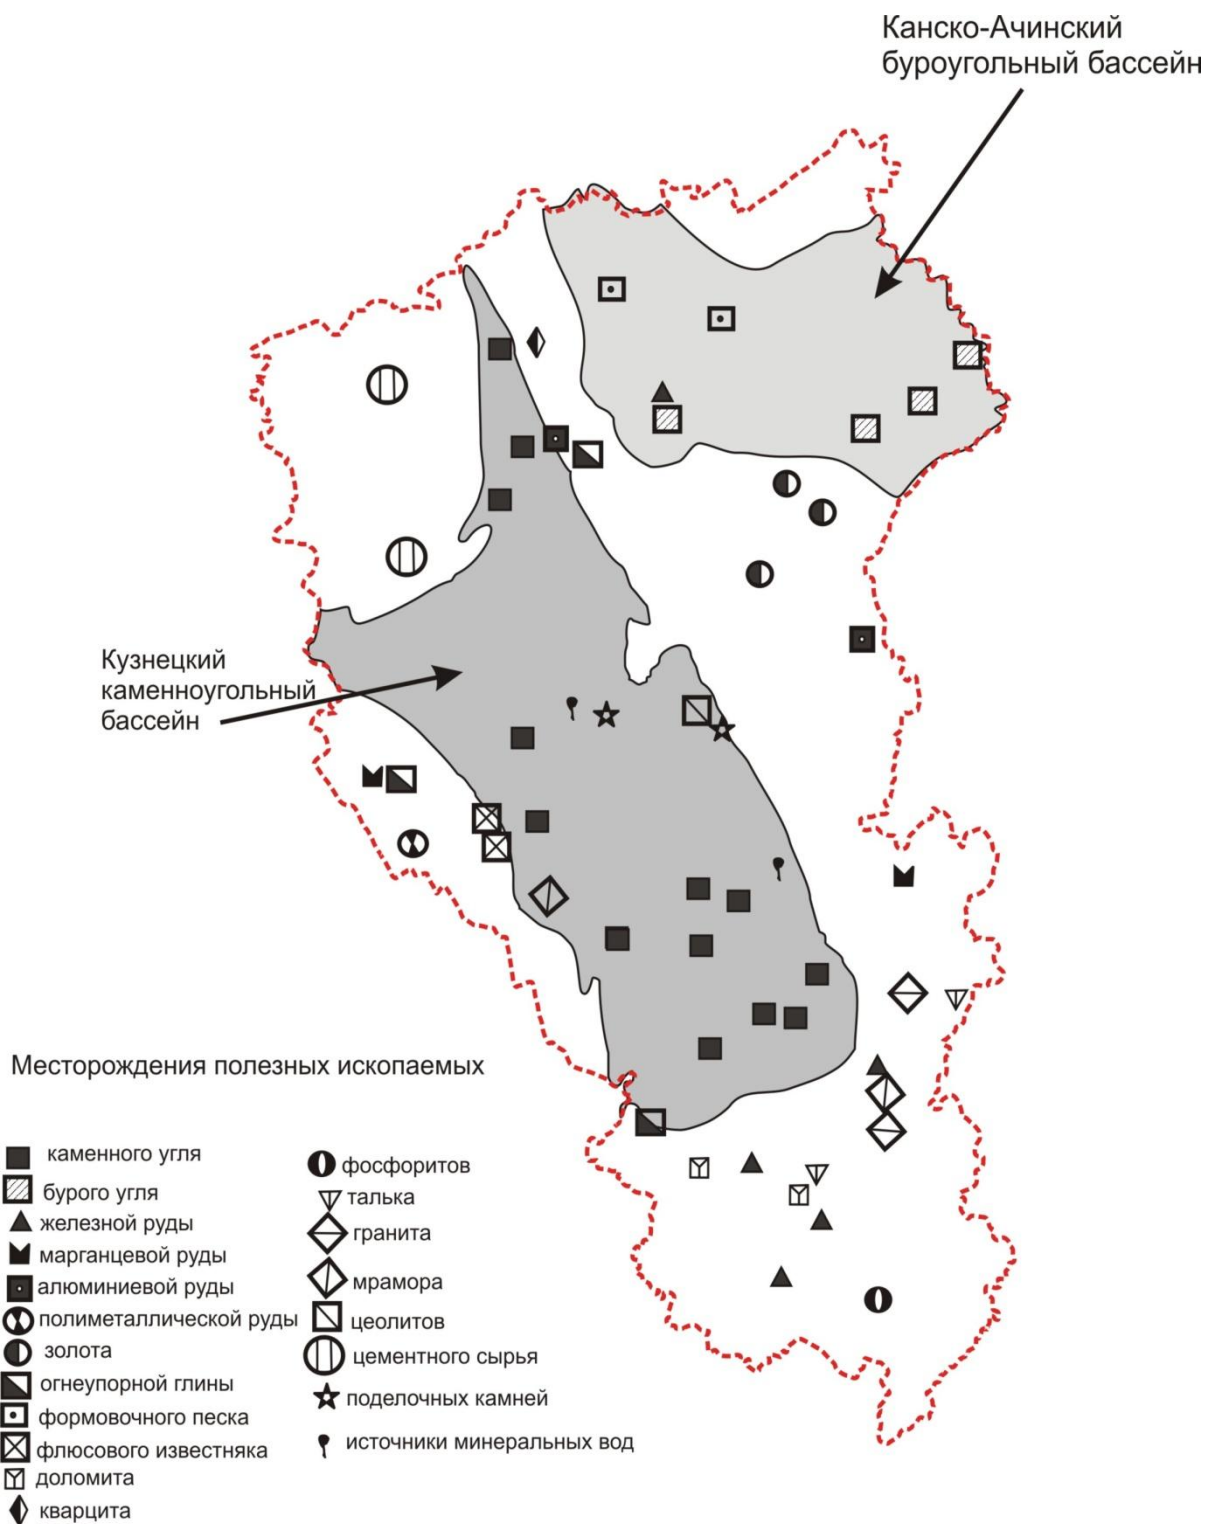 Канско-Ачинский
буроугольный бассейн
Кузнецкий
каменноугольный
бассейн
Месторождения полезных ископаемых
каменного угля
бурого угля
железной руды
марганцевой руды
алюминиевой руды
полиметаллической руды
золота
огнеупорной глины
формовочного песка
флюсового известняка
доломита
кварцита
фосфоритов
талька
гранита
мрамора
цеолитов
цементного сырья
поделочных камней
источники минеральных вод